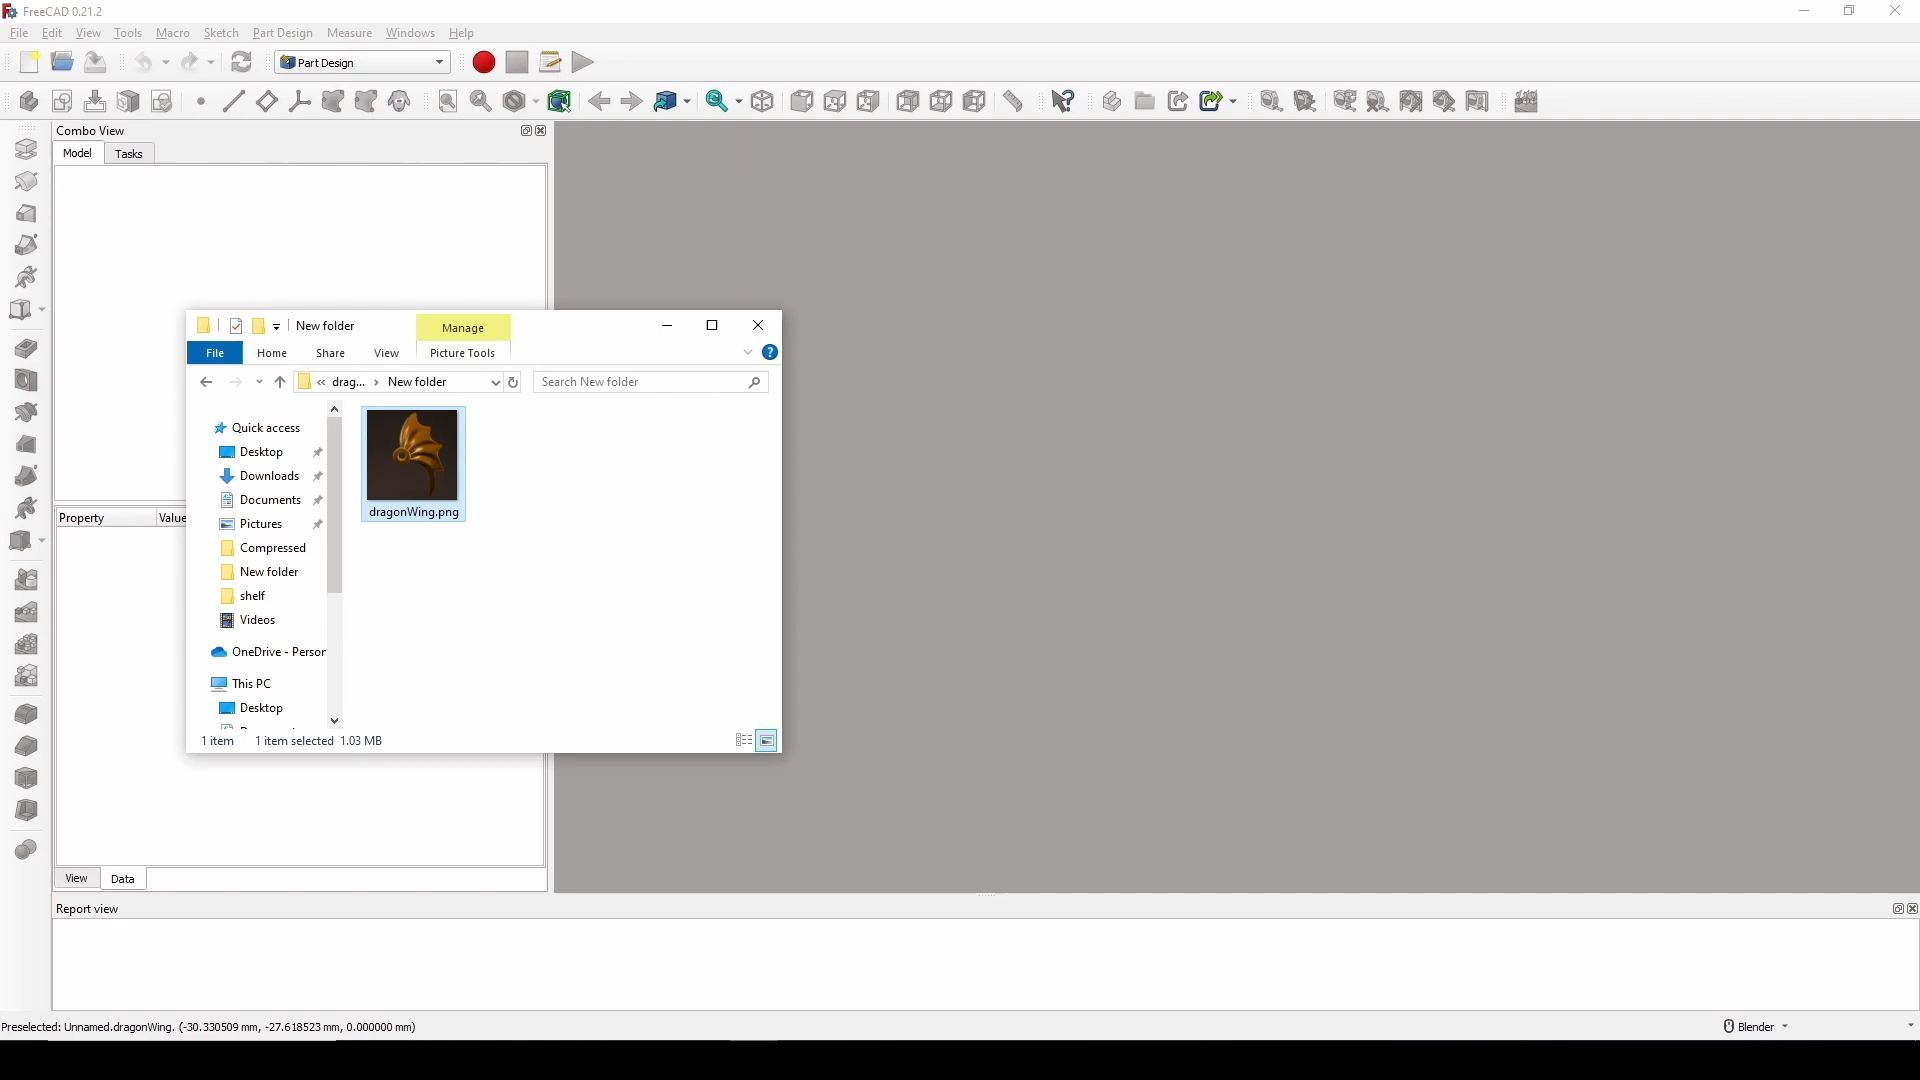 FreeCAD 0.21.2
File Edit View Tools Macro Sketch Part Design Measure Windows Help
Part Design
Combo View
Model Tasks
Property Value
New folder Manage
File Home Share View Picture Tools
« drag... › New folder Search New folder
Quick access
Desktop
Downloads
Documents
Pictures
Compressed
New folder
shelf
Videos
OneDrive - Person
This PC
Desktop
dragonWing.png
1 item 1 item selected 1.03 MB
View Data
Report view
Preselected: Unnamed.dragonWing. (-30.330509 mm, -27.618523 mm, 0.000000 mm)
Blender